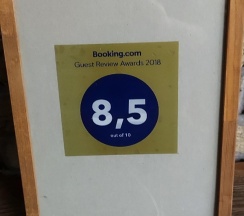 Booking.com
Guest Review Awards 2018
8,5
out of 10